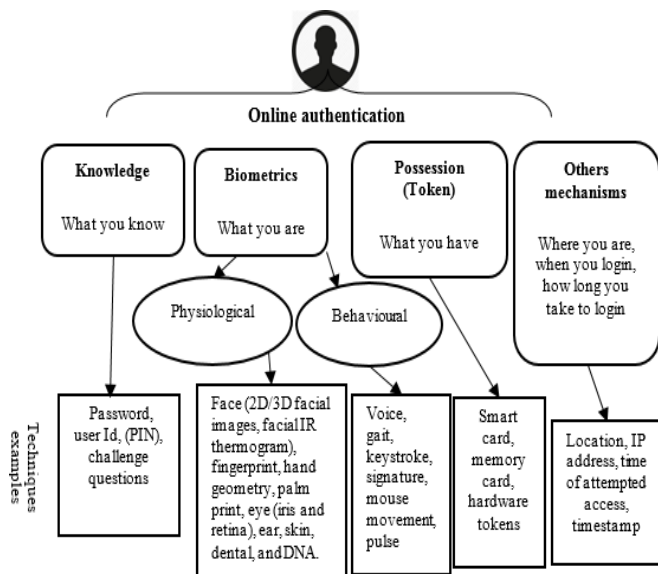 Online authentication
Knowledge
What you know
Biometrics
What you are
Possession
(Token)
What you have
Others
mechanisms
Where you are,
when you login,
how long you
take to login
Physiological
Behavioural
Techniques
examples
Password,
user Id, (PIN),
challenge
questions
Face (2D/3D facial
images, facial IR
thermogram),
fingerprint, hand
geometry, palm
print, eye (iris and
retina), ear, skin,
dental, and DNA.
Voice,
gait,
keystroke,
signature,
mouse
movement,
pulse
Smart
card,
memory
card,
hardware
tokens
Location, IP
address, time
of attempted
access,
timestamp